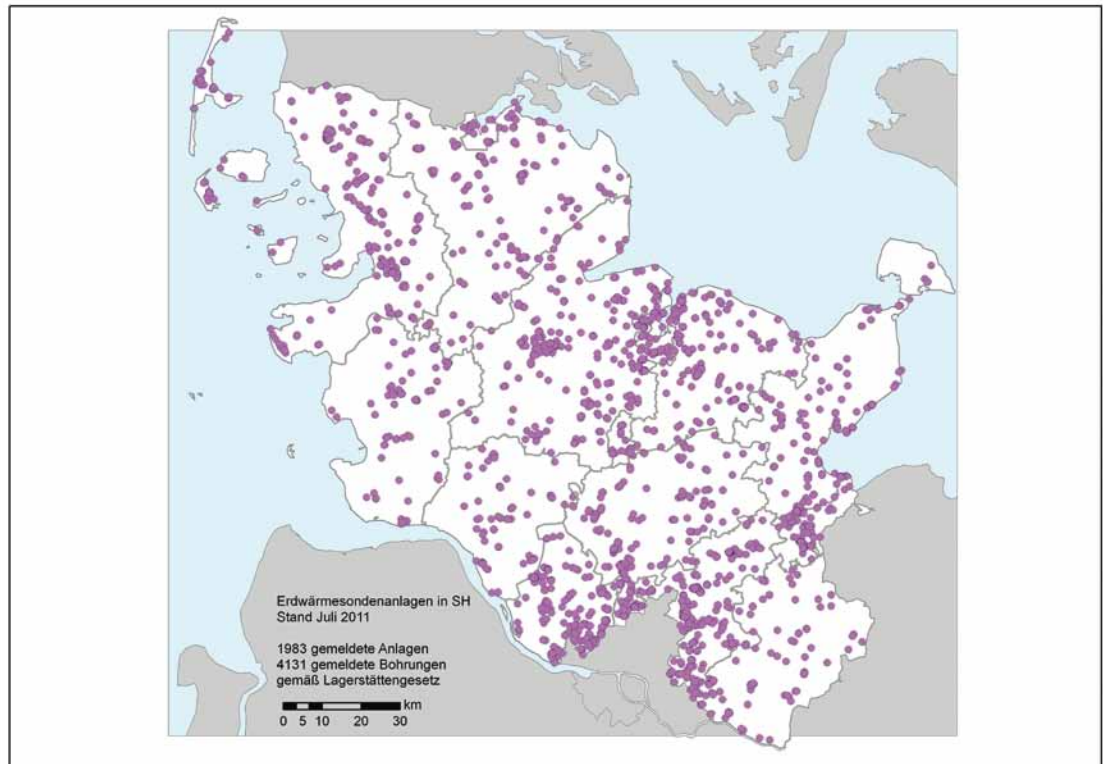 Erdwärmesondenanlagen in SH
Stand Juli 2011
1983 gemeldete Anlagen
4131 gemeldete Bohrungen
gemäß Lagerstättengesetz
km
0 5 10 20 30